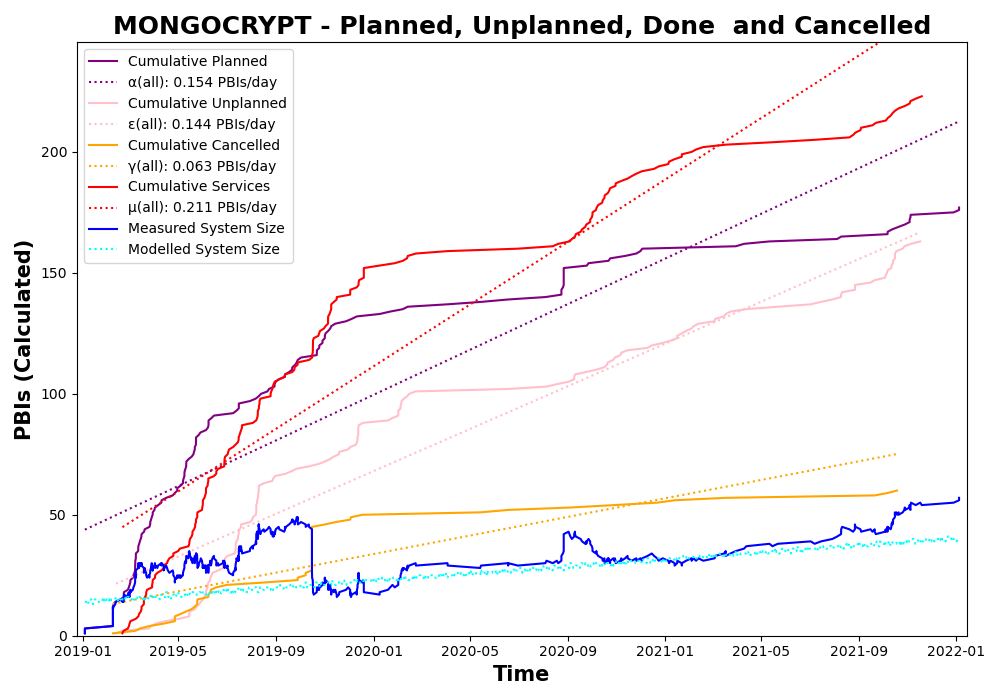 MONGOCRYPT - Planned, Unplanned, Done  and Cancelled
Cumulative Planned
α(all): 0.154 PBIs/day
Cumulative Unplanned
ε(all): 0.144 PBIs/day
Cumulative Cancelled
γ(all): 0.063 PBIs/day
Cumulative Services
μ(all): 0.211 PBIs/day
Measured System Size
Modelled System Size
PBIs (Calculated)
200
150
100
50
0
2019-01 2019-05 2019-09 2020-01 2020-05 2020-09 2021-01 2021-05 2021-09 2022-01
Time